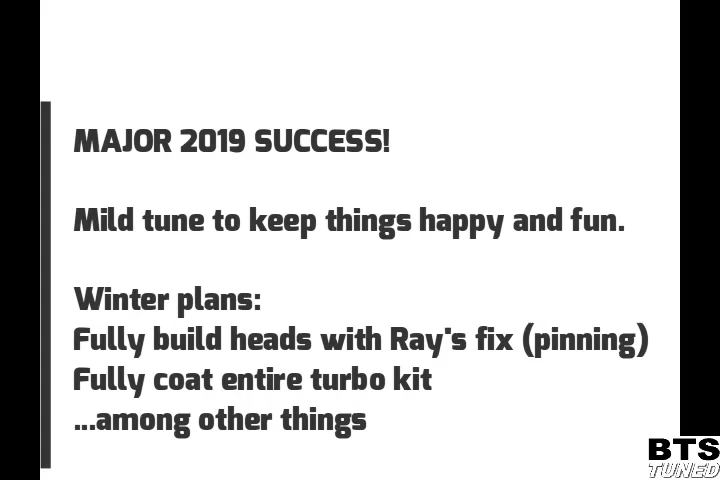 MAJOR 2019 SUCCESS!
Mild tune to keep things happy and fun.
Winter plans:
Fully build heads with Ray's fix (pinning)
Fully coat entire turbo kit
...among other things
BTS
TUNED